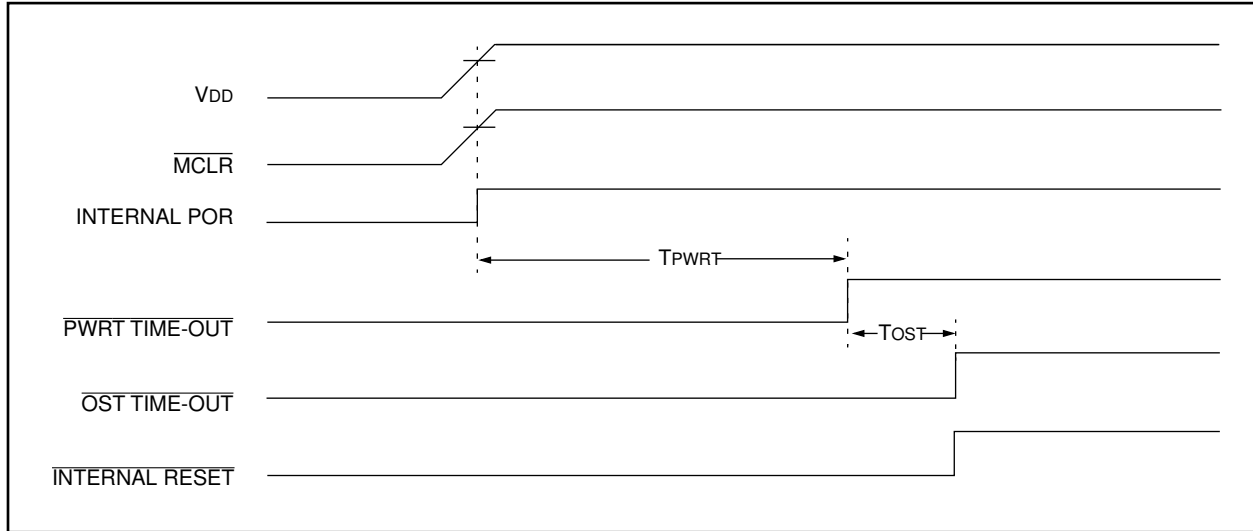 VDD
MCLR
INTERNAL POR
TPWRT
PWRT TIME-OUT
TOST
OST TIME-OUT
INTERNAL RESET